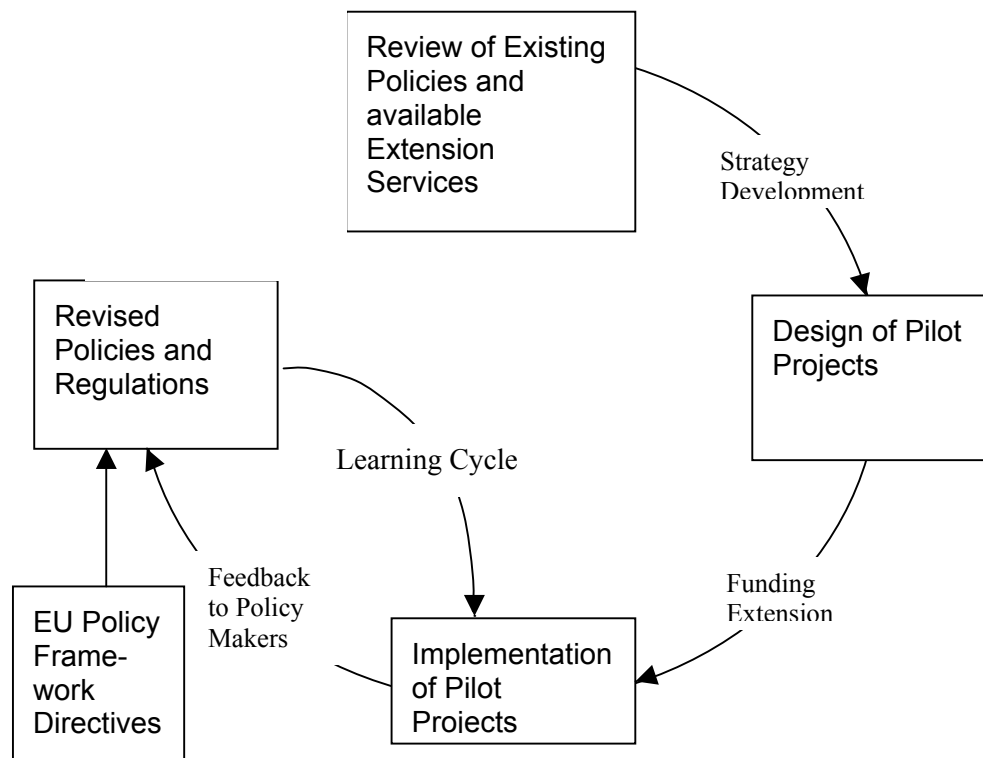 Review of Existing
Policies and
available
Extension
Services
Strategy
Development
Design of Pilot
Projects
Revised
Policies and
Regulations
Learning Cycle
Feedback
to Policy
Makers
Funding
Extension
EU Policy
Frame-
work
Directives
Implementation
of Pilot
Projects